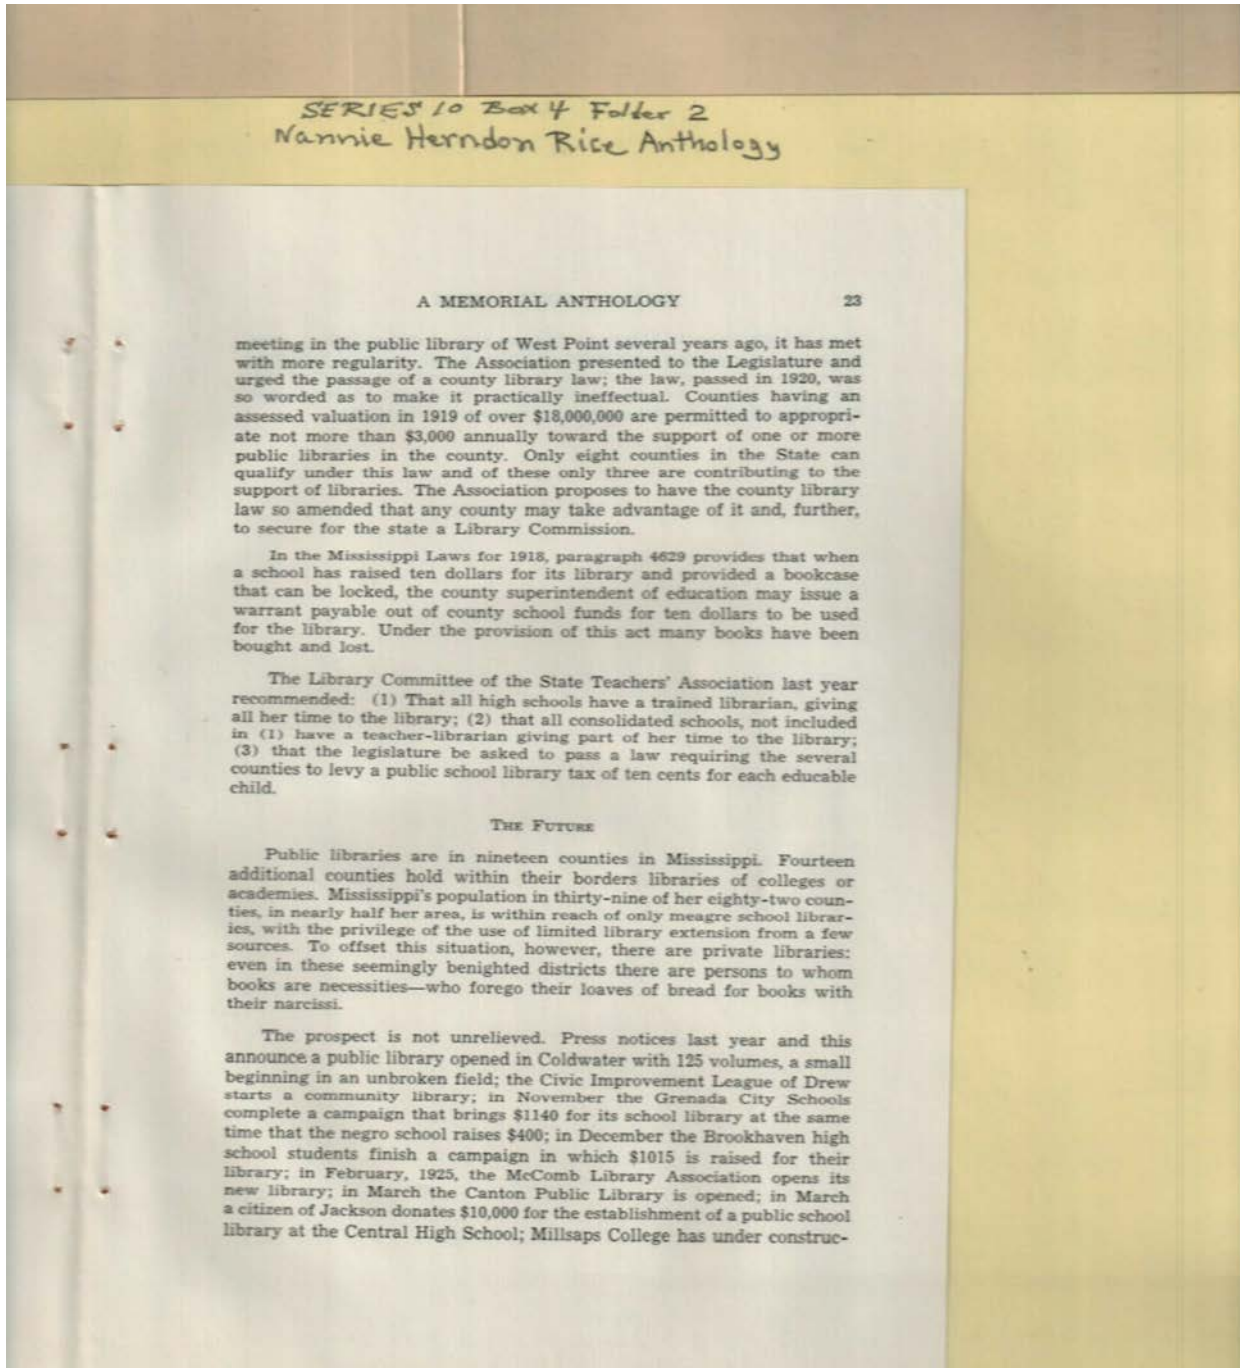 SERIES 10 Box 4 Folder 2
Nannie Herndon Rice Anthology
A MEMORIAL ANTHOLOGY 23
meeting in the public library of West Point several years ago, it has met
with more regularity. The Association presented to the Legislature and
urged the passage of a county library law; the law, passed in 1920, was
so worded as to make it practically ineffectual. Counties having an
assessed valuation in 1919 of over $18,000,000 are permitted to appropri-
ate not more than $3,000 annually toward the support of one or more
public libraries in the county. Only eight counties in the State can
qualify under this law and of these only three are contributing to the
support of libraries. The Association proposes to have the county library
law so amended that any county may take advantage of it and, further,
to secure for the state a Library Commission.
In the Mississippi Laws for 1918, paragraph 4629 provides that when
a school has raised ten dollars for its library and provided a bookcase
that can be locked, the county superintendent of education may issue a
warrant payable out of county school funds for ten dollars to be used
for the library. Under the provision of this act many books have been
bought and lost.
The Library Committee of the State Teachers' Association last year
recommended: (1) That all high schools have a trained librarian, giving
all her time to the library; (2) that all consolidated schools, not included
in (1) have a teacher-librarian giving part of her time to the library;
(3) that the legislature be asked to pass a law requiring the several
counties to levy a public school library tax of ten cents for each educable
child.
THE FUTURE
Public libraries are in nineteen counties in Mississippi. Fourteen
additional counties hold within their borders libraries of colleges or
academies. Mississippi's population in thirty-nine of her eighty-two coun-
ties, in nearly half her area, is within reach of only meagre school librar-
ies, with the privilege of the use of limited library extension from a few
sources. To offset this situation, however, there are private libraries:
even in these seemingly benighted districts there are persons to whom
books are necessities—who forego their loaves of bread for books with
their narcissi.
The prospect is not unrelieved. Press notices last year and this
announce a public library opened in Coldwater with 125 volumes, a small
beginning in an unbroken field; the Civic Improvement League of Drew
starts a community library; in November the Grenada City Schools
complete a campaign that brings $1140 for its school library at the same
time that the negro school raises $400; in December the Brookhaven high
school students finish a campaign in which $1015 is raised for their
library; in February, 1925, the McComb Library Association opens its
new library; in March the Canton Public Library is opened; in March
a citizen of Jackson donates $10,000 for the establishment of a public school
library at the Central High School; Millsaps College has under construc-